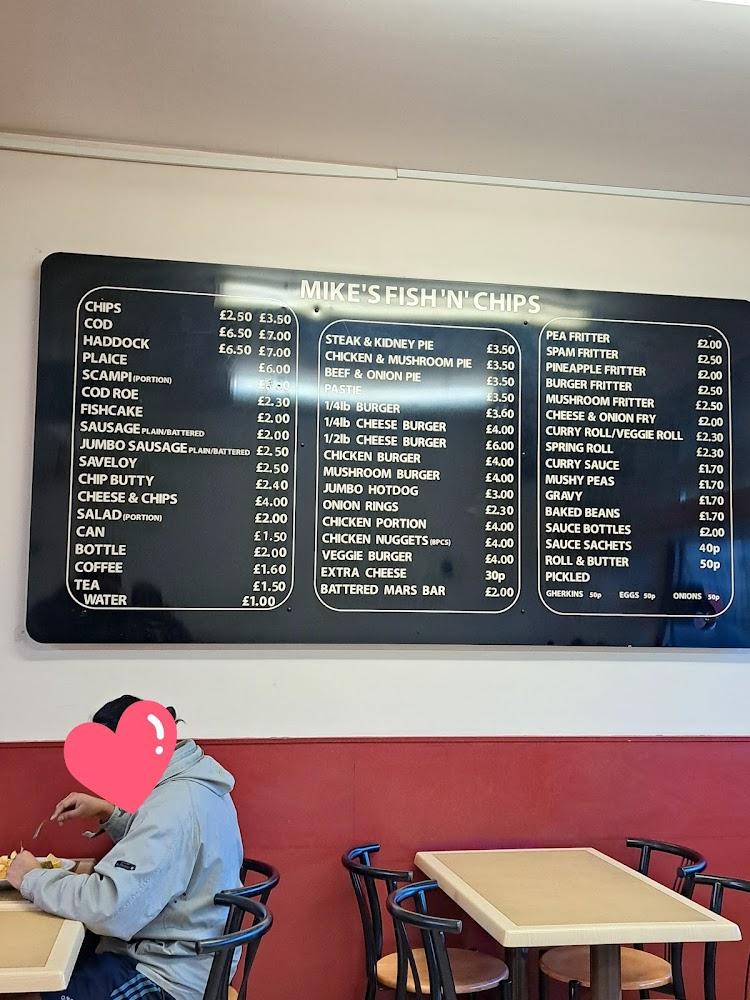 MIKE'S FISH 'N' CHIPS
CHIPS £2.50 £3.50
COD £6.50 £7.00
HADDOCK £6.50 £7.00
PLAICE £6.00
SCAMPI (PORTION)
COD ROE £2.30
FISHCAKE £2.00
SAUSAGE PLAIN/BATTERED £2.00
JUMBO SAUSAGE PLAIN/BATTERED £2.50
SAVELOY £2.50
CHIP BUTTY £2.40
CHEESE & CHIPS £4.00
SALAD (PORTION) £2.00
CAN £1.50
BOTTLE £2.00
COFFEE £1.60
TEA £1.50
WATER £1.00
STEAK & KIDNEY PIE £3.50
CHICKEN & MUSHROOM PIE £3.50
BEEF & ONION PIE £3.50
PASTIE £3.50
1/4lb BURGER £3.60
1/4lb CHEESE BURGER £4.00
1/2lb CHEESE BURGER £6.00
CHICKEN BURGER £4.00
MUSHROOM BURGER £4.00
JUMBO HOTDOG £3.00
ONION RINGS £2.30
CHICKEN PORTION £4.00
CHICKEN NUGGETS (8PCS) £4.00
VEGGIE BURGER £4.00
EXTRA CHEESE 30p
BATTERED MARS BAR £2.00
PEA FRITTER £2.00
SPAM FRITTER £2.50
PINEAPPLE FRITTER £2.00
BURGER FRITTER £2.50
MUSHROOM FRITTER £2.50
CHEESE & ONION FRY £2.00
CURRY ROLL/VEGGIE ROLL £2.30
SPRING ROLL £2.30
CURRY SAUCE £1.70
MUSHY PEAS £1.70
GRAVY £1.70
BAKED BEANS £1.70
SAUCE BOTTLES £2.00
SAUCE SACHETS 40p
ROLL & BUTTER 50p
PICKLED
GHERKINS 50p EGGS 50p ONIONS 50p